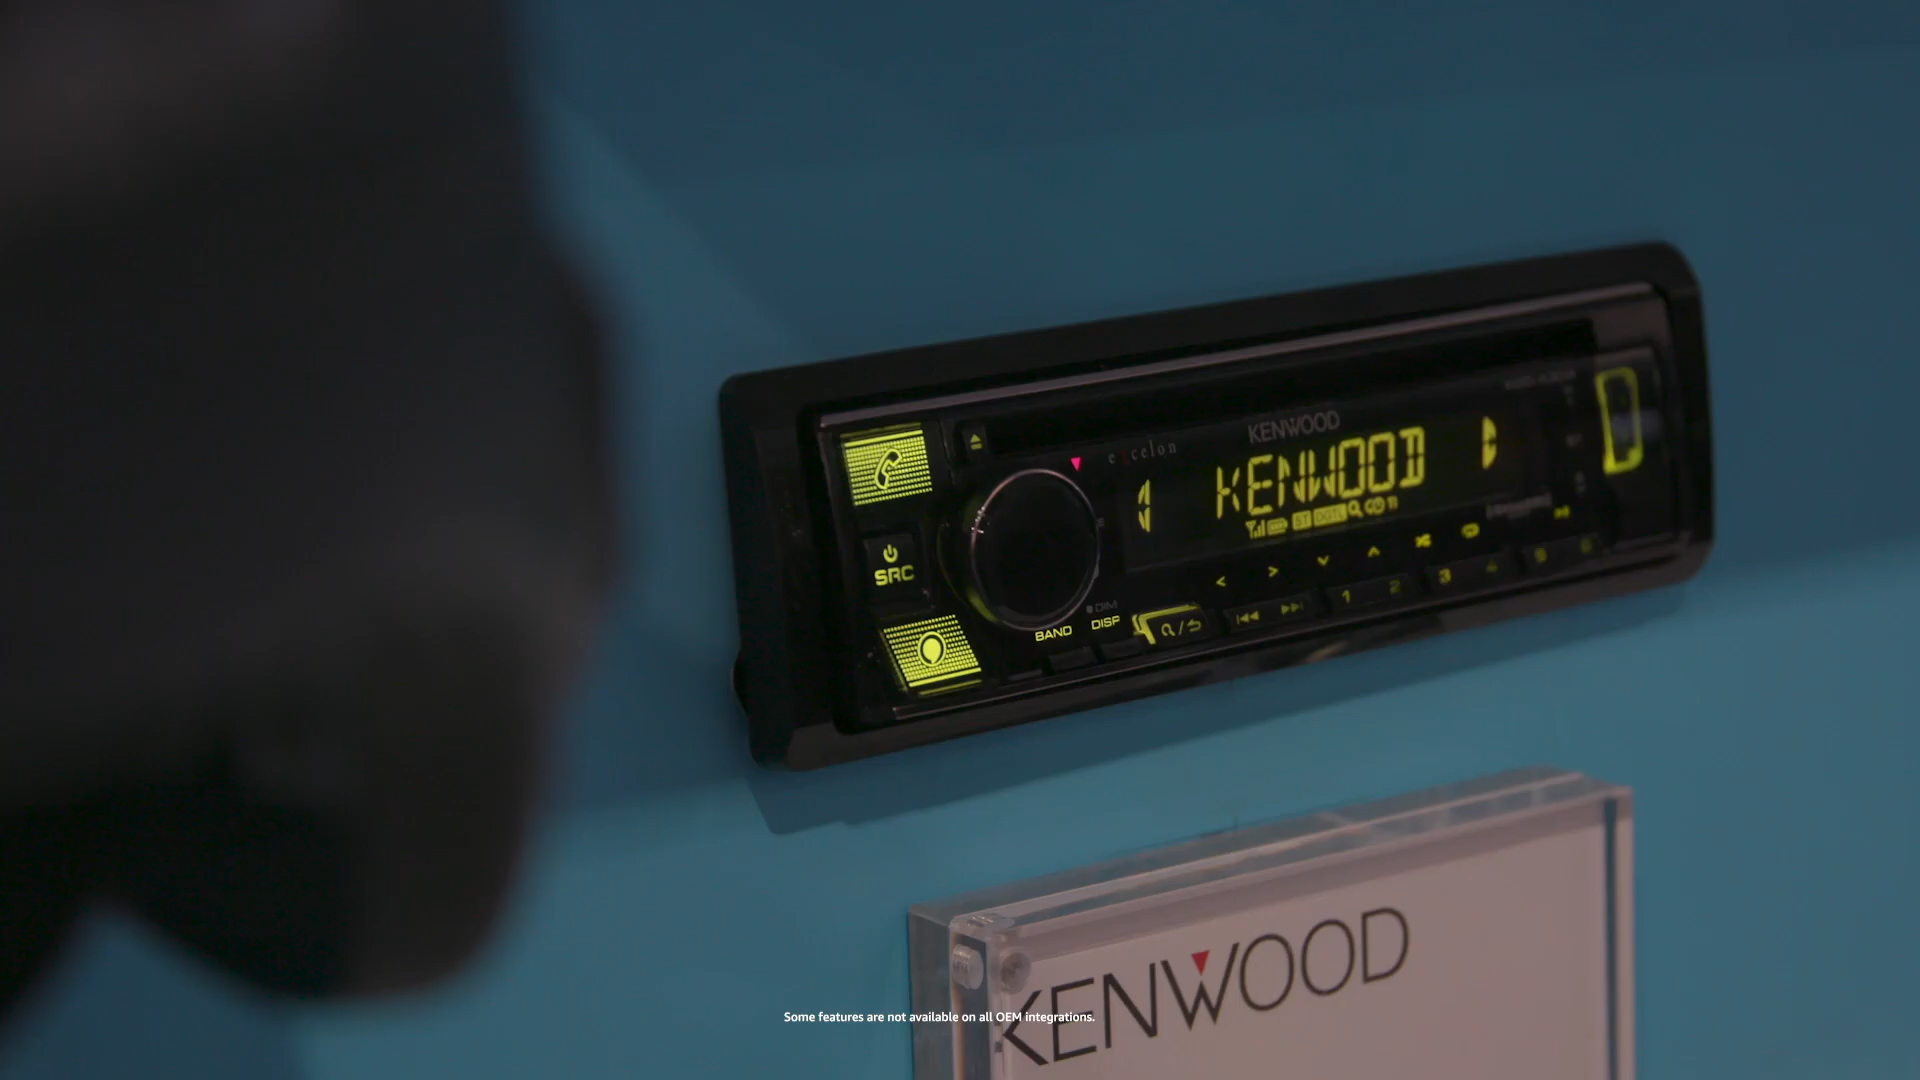 KENWOOD
excelon
KENWOOD
ST
SRC
DIM
BAND DISP
1 2 3 4 5 6
KENWOOD
Some features are not available on all OEM integrations.